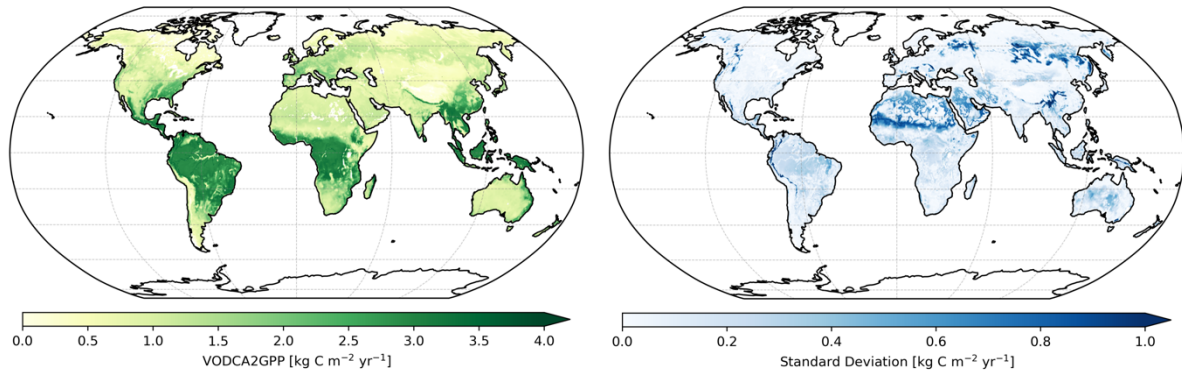 0.0 0.5 1.0 1.5 2.0 2.5 3.0 3.5 4.0
VODCA2GPP [kg C m⁻² yr⁻¹]
0.0 0.2 0.4 0.6 0.8 1.0
Standard Deviation [kg C m⁻² yr⁻¹]